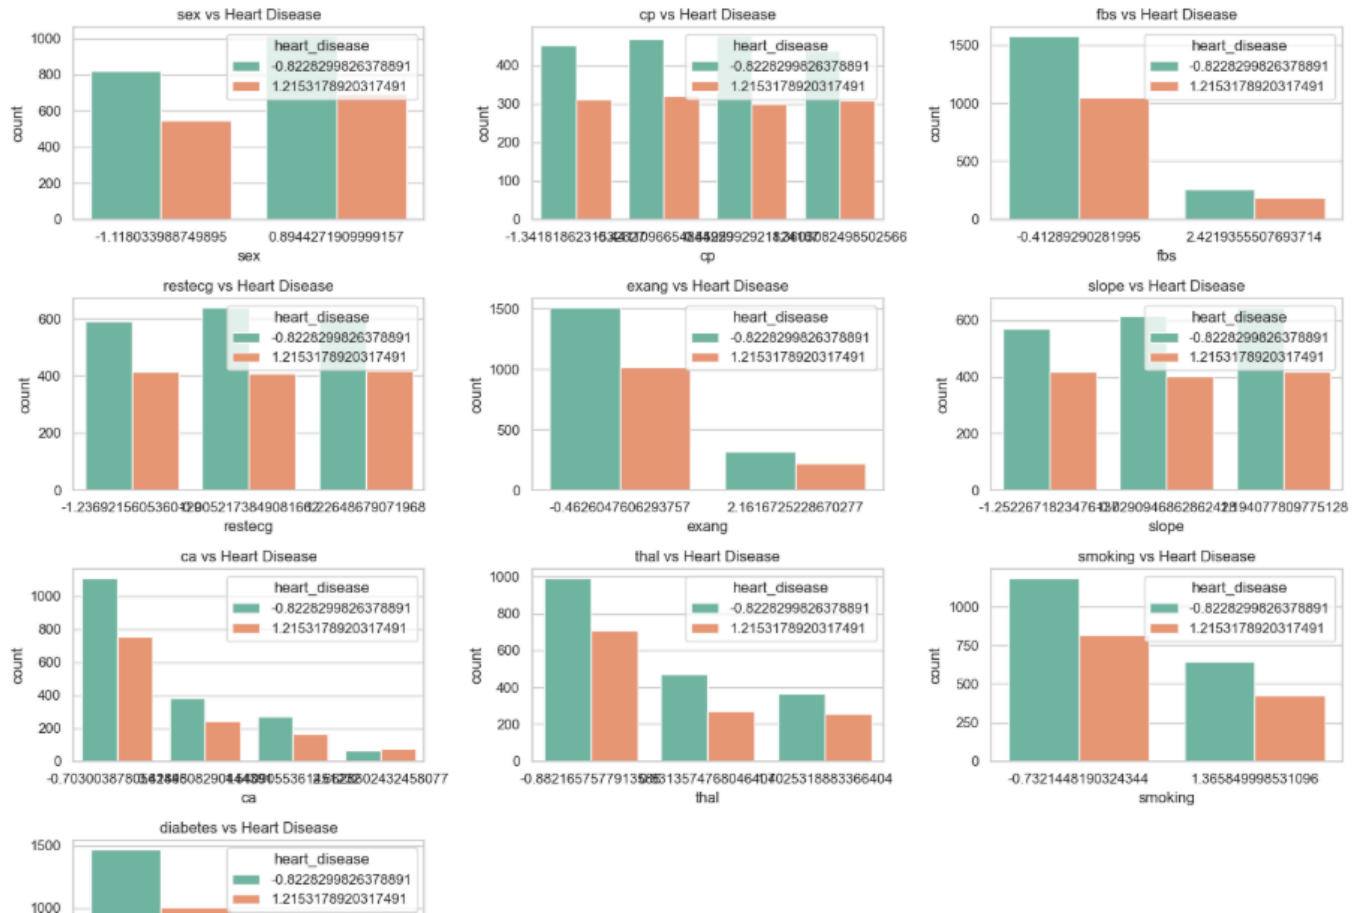 sex vs Heart Disease
1000
800
600
400
200
0
count
heart_disease
-0.8228299826378891
1.2153178920317491
-1.118033988749895
0.8944271909999157
sex
cp vs Heart Disease
400
300
200
100
0
count
heart_disease
-0.8228299826378891
1.2153178920317491
cp
fbs vs Heart Disease
1500
1000
500
0
count
heart_disease
-0.8228299826378891
1.2153178920317491
-0.41289290281995
2.4219355507693714
fbs
restecg vs Heart Disease
600
400
200
0
count
heart_disease
-0.8228299826378891
1.2153178920317491
restecg
exang vs Heart Disease
1500
1000
500
0
count
heart_disease
-0.8228299826378891
1.2153178920317491
-0.46260476606293757
2.16167225228670277
exang
slope vs Heart Disease
600
400
200
0
count
heart_disease
-0.8228299826378891
1.2153178920317491
slope
ca vs Heart Disease
1000
800
600
400
200
0
count
heart_disease
-0.8228299826378891
1.2153178920317491
ca
thal vs Heart Disease
1000
800
600
400
200
0
count
heart_disease
-0.8228299826378891
1.2153178920317491
thal
smoking vs Heart Disease
1000
750
500
250
0
count
heart_disease
-0.8228299826378891
1.2153178920317491
-0.7321448190324344
1.365849998531096
smoking
diabetes vs Heart Disease
1500
1000
heart_disease
-0.8228299826378891
1.2153178920317491